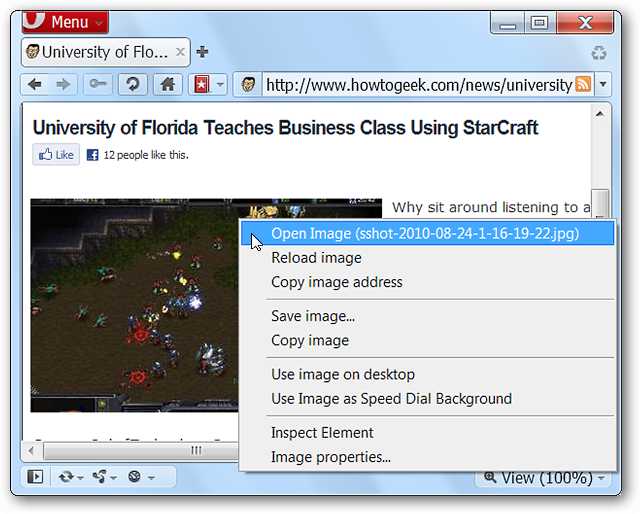 Menu
University of Flo...
http://www.howtogeek.com/news/university
University of Florida Teaches Business Class Using StarCraft
Like
12 people like this.
Why sit around listening to a
Open Image (sshot-2010-08-24-1-16-19-22.jpg)
Reload image
Copy image address
Save image...
Copy image
Use image on desktop
Use Image as Speed Dial Background
Inspect Element
Image properties...
View (100%)